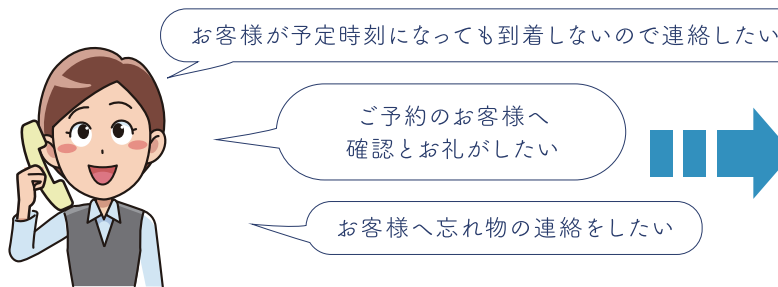 お客様が予定時刻になっても到着しないので連絡したい
ご予約のお客様へ
確認とお礼がしたい
お客様へ忘れ物の連絡をしたい